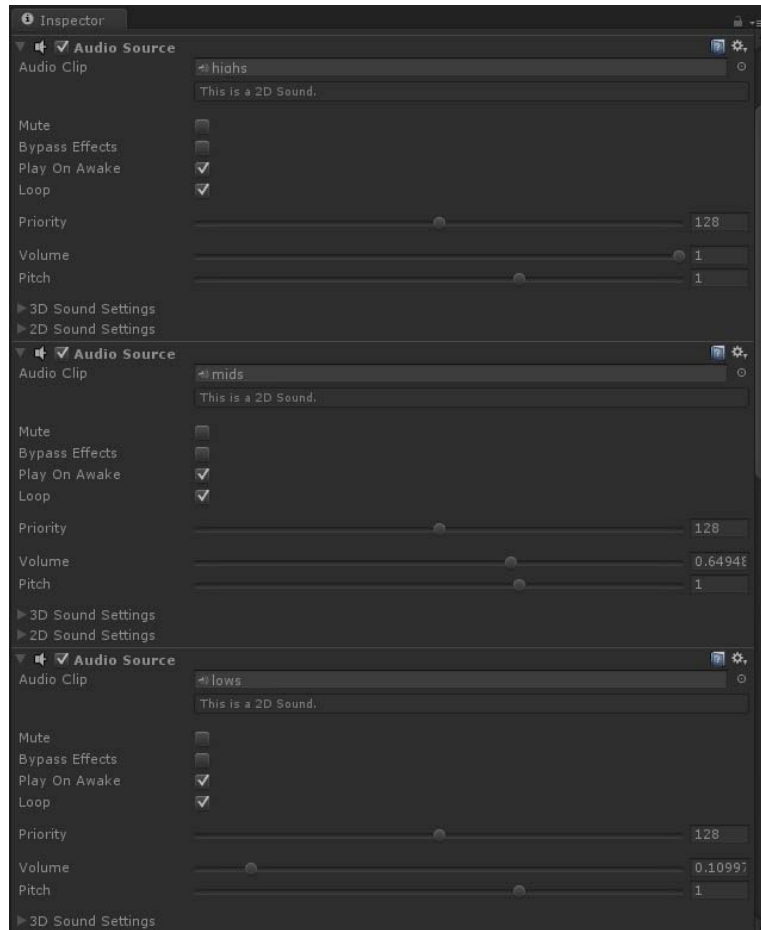 Inspector
Audio Source
Audio Clip highs
This is a 2D Sound.
Mute
Bypass Effects
Play On Awake
Loop
Priority 128
Volume 1
Pitch 1
3D Sound Settings
2D Sound Settings
Audio Source
Audio Clip mids
This is a 2D Sound.
Mute
Bypass Effects
Play On Awake
Loop
Priority 128
Volume 0.64948
Pitch 1
3D Sound Settings
2D Sound Settings
Audio Source
Audio Clip lows
This is a 2D Sound.
Mute
Bypass Effects
Play On Awake
Loop
Priority 128
Volume 0.10997
Pitch 1
3D Sound Settings